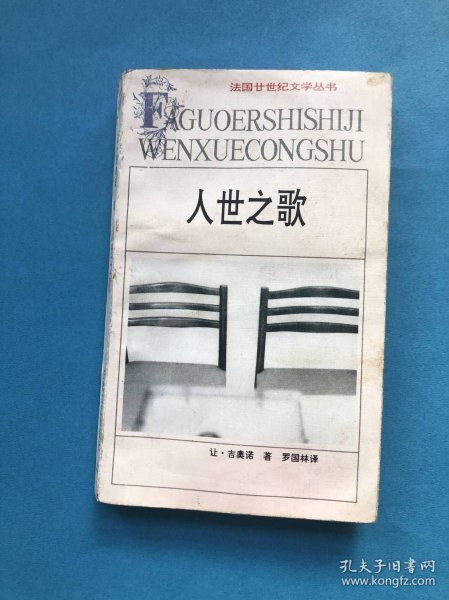 法国廿世纪文学丛书
FAGUOERSHISHIJI
WENXUECONGSHU
人世之歌
让·吉奥诺 著 罗国林译
孔夫子旧书网
www.kongfz.com